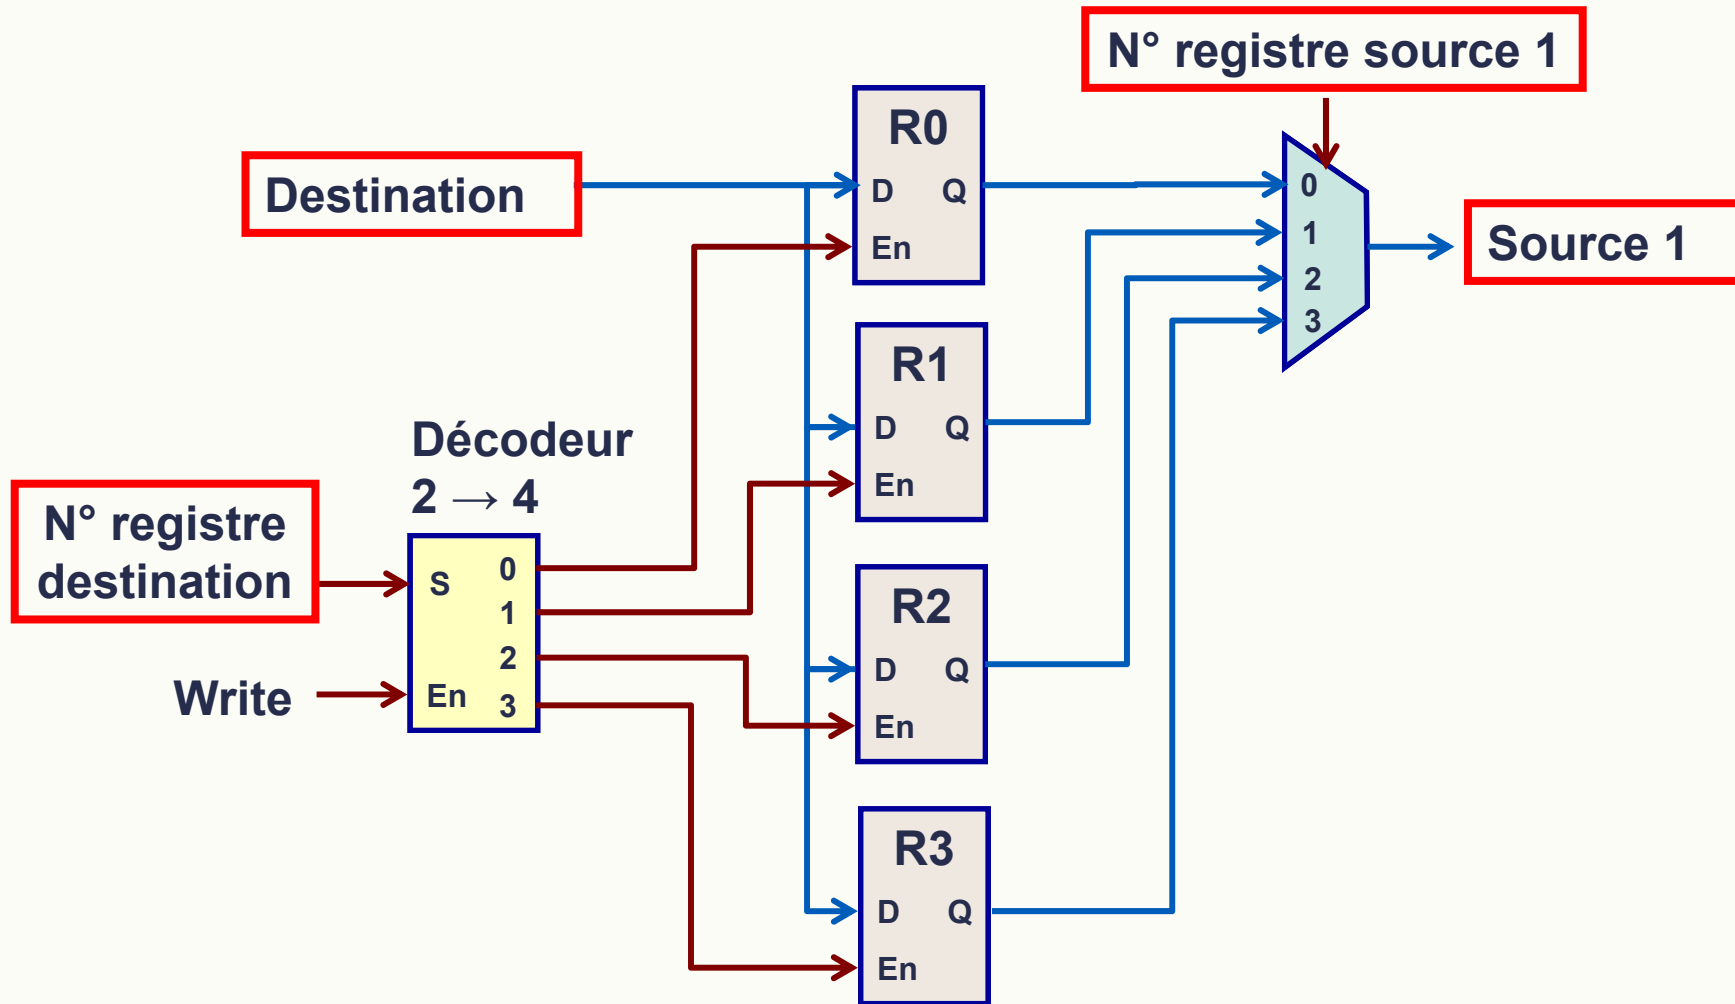 N° registre source 1
R0
Destination
D Q
En
0
1
2
3
Source 1
R1
D Q
En
Décodeur
2 → 4
N° registre
destination
S
0
1
2
3
En
Write
R2
D Q
En
R3
D Q
En